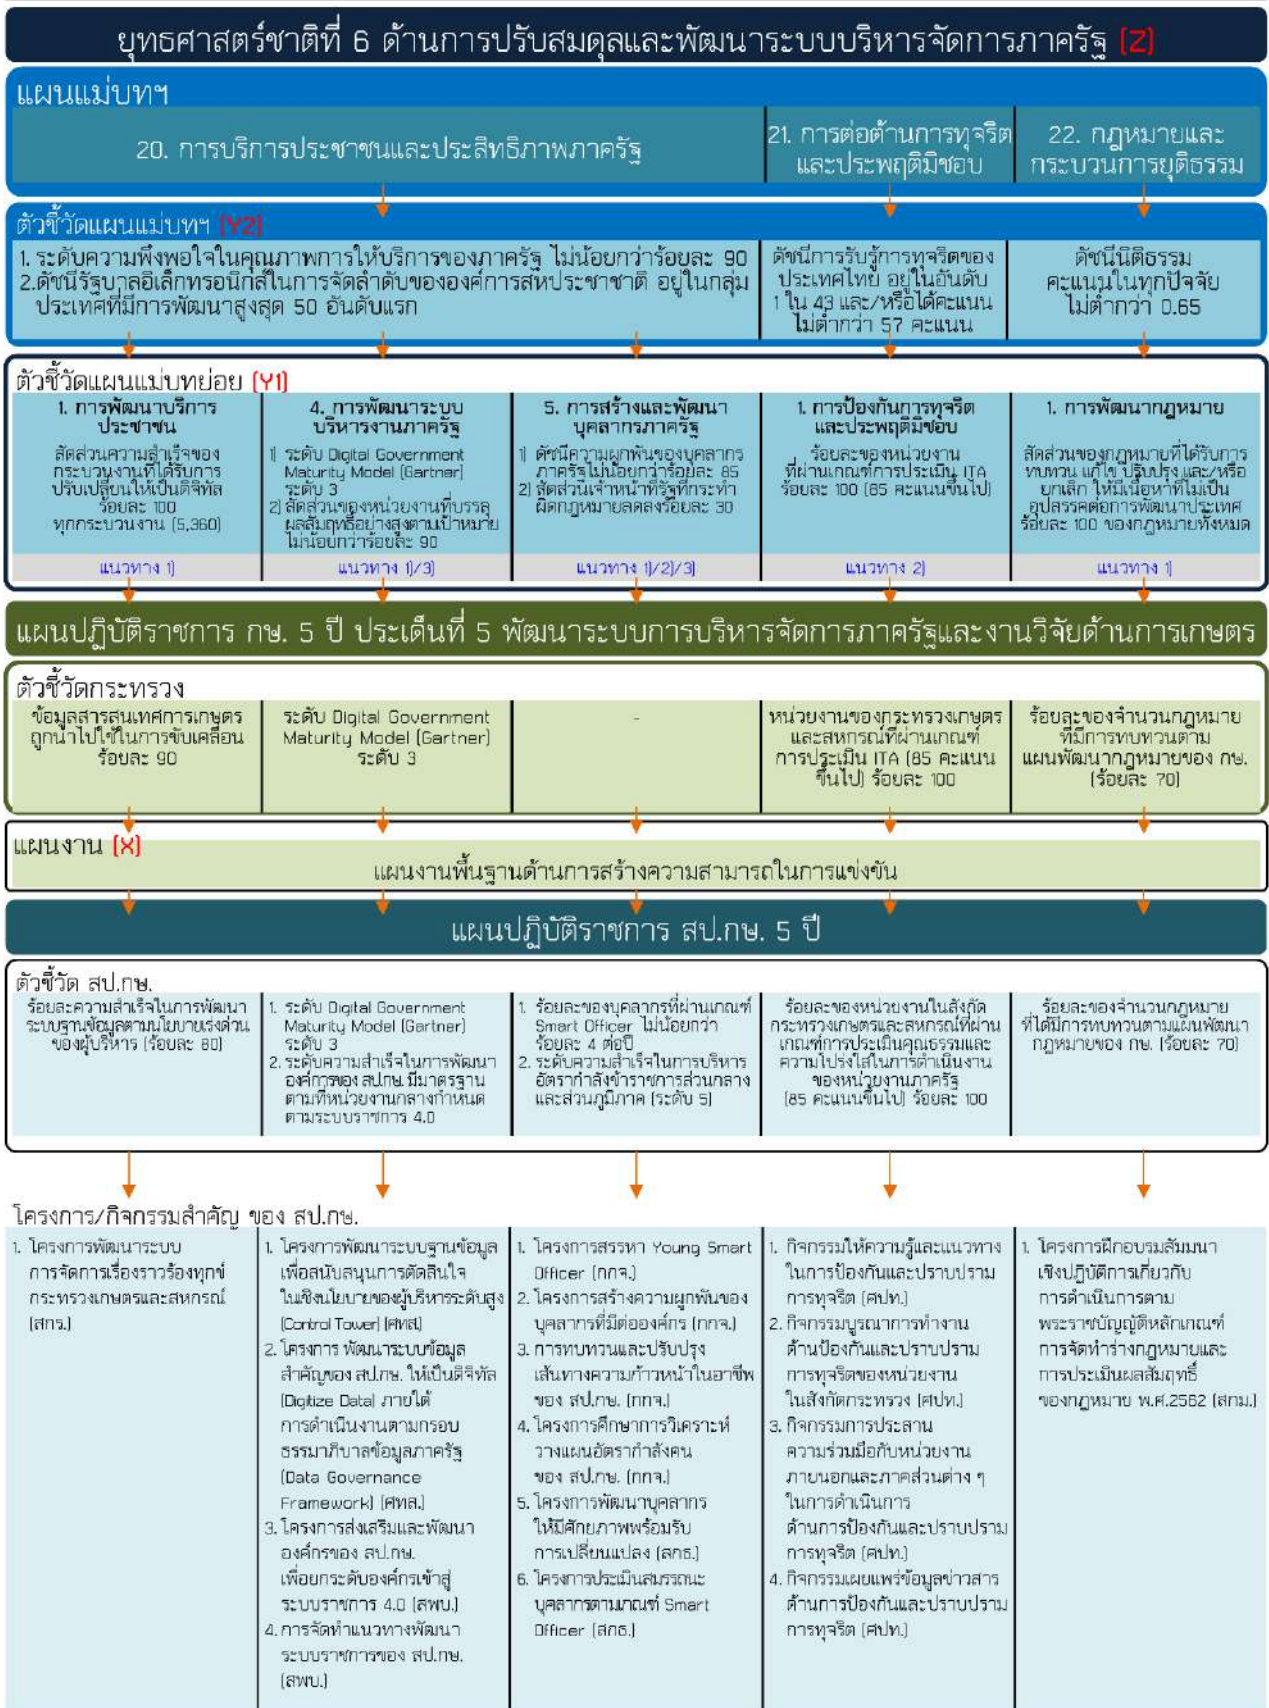 ยุทธศาสตร์ชาติที่ 6 ด้านการปรับสมดุลและพัฒนาระบบบริหารจัดการภาครัฐ (Z)
แผนแม่บทฯ
20. การบริการประชาชนและประสิทธิภาพภาครัฐ
21. การต่อต้านการทุจริต
และประพฤติมิชอบ
22. กฎหมายและ
กระบวนการยุติธรรม
ตัวชี้วัดแผนแม่บทฯ (Y2)
1. ระดับความพึงพอใจในคุณภาพการให้บริการของภาครัฐ ไม่น้อยกว่าร้อยละ 90
2.ดัชนีรัฐบาลอิเล็กทรอนิกส์ในการจัดลำดับขององค์การสหประชาชาติ อยู่ในกลุ่ม
ประเทศที่มีการพัฒนาสูงสุด 50 อันดับแรก
ดัชนีการรับรู้การทุจริตของ
ประเทศไทย อยู่ในอันดับ
1 ใน 43 และ/หรือได้คะแนน
ไม่ต่ำกว่า 57 คะแนน
ดัชนีนิติธรรม
คะแนนในทุกปัจจัย
ไม่ต่ำกว่า 0.65
ตัวชี้วัดแผนแม่บทย่อย (Y1)
1. การพัฒนาบริการ
ประชาชน
สัดส่วนความสำเร็จของ
กระบวนงานที่ได้รับการ
ปรับเปลี่ยนให้เป็นดิจิทัล
ร้อยละ 100
ทุกกระบวนงาน (5,360)
แนวทาง 1)
4. การพัฒนาระบบ
บริหารงานภาครัฐ
1) ระดับ Digital Government
Maturity Model (Gartner)
ระดับ 3
2) สัดส่วนของหน่วยงานที่บรรลุ
ผลสัมฤทธิ์อย่างสูงตามเป้าหมาย
ไม่น้อยกว่าร้อยละ 90
แนวทาง 1)/3)
5. การสร้างและพัฒนา
บุคลากรภาครัฐ
1) ดัชนีความผูกพันของบุคลากร
ภาครัฐไม่น้อยกว่าร้อยละ 85
2) สัดส่วนเจ้าหน้าที่รัฐที่กระทำ
ผิดกฎหมายลดลงร้อยละ 30
แนวทาง 1)/2)/3)
1. การป้องกันการทุจริต
และประพฤติมิชอบ
ร้อยละของหน่วยงาน
ที่ผ่านเกณฑ์การประเมิน ITA
ร้อยละ 100 (85 คะแนนขึ้นไป)
แนวทาง 2)
1. การพัฒนากฎหมาย
สัดส่วนของกฎหมายที่ได้รับการ
ทบทวน แก้ไข ปรับปรุง และ/หรือ
ยกเลิก ให้มีเนื้อหาที่ไม่เป็น
อุปสรรคต่อการพัฒนาประเทศ
ร้อยละ 100 ของกฎหมายทั้งหมด
แนวทาง 1)
แผนปฏิบัติราชการ กษ. 5 ปี ประเด็นที่ 5 พัฒนาระบบการบริหารจัดการภาครัฐและงานวิจัยด้านการเกษตร
ตัวชี้วัดกระทรวง
ข้อมูลสารสนเทศการเกษตร
ถูกนำไปใช้ในการขับเคลื่อน
ร้อยละ 90
ระดับ Digital Government
Maturity Model (Gartner)
ระดับ 3
-
หน่วยงานของกระทรวงเกษตร
และสหกรณ์ที่ผ่านเกณฑ์
การประเมิน ITA (85 คะแนน
ขึ้นไป) ร้อยละ 100
ร้อยละของจำนวนกฎหมาย
ที่มีการทบทวนตาม
แผนพัฒนากฎหมายของ กษ.
(ร้อยละ 70)
แผนงาน (X)
แผนงานพื้นฐานด้านการสร้างความสามารถในการแข่งขัน
แผนปฏิบัติราชการ สป.กษ. 5 ปี
ตัวชี้วัด สป.กษ.
ร้อยละความสำเร็จในการพัฒนา
ระบบฐานข้อมูลตามนโยบายเร่งด่วน
ของผู้บริหาร (ร้อยละ 80)
1. ระดับ Digital Government
Maturity Model (Gartner)
ระดับ 3
2. ระดับความสำเร็จในการพัฒนา
องค์การของ สป.กษ. มีมาตรฐาน
ตามที่หน่วยงานกลางกำหนด
ตามระบบราชการ 4.0
1. ร้อยละของบุคลากรที่ผ่านเกณฑ์
Smart Officer ไม่น้อยกว่า
ร้อยละ 4 ต่อปี
2. ระดับความสำเร็จในการบริหาร
อัตรากำลังข้าราชการส่วนกลาง
และส่วนภูมิภาค (ระดับ 5)
ร้อยละของหน่วยงานในสังกัด
กระทรวงเกษตรและสหกรณ์ที่ผ่าน
เกณฑ์การประเมินคุณธรรมและ
ความโปร่งใสในการดำเนินงาน
ของหน่วยงานภาครัฐ
(85 คะแนนขึ้นไป) ร้อยละ 100
ร้อยละของจำนวนกฎหมาย
ที่ได้มีการทบทวนตามแผนพัฒนา
กฎหมายของ กษ. (ร้อยละ 70)
โครงการ/กิจกรรมสำคัญ ของ สป.กษ.
1. โครงการพัฒนาระบบ
การจัดการเรื่องราวร้องทุกข์
กระทรวงเกษตรและสหกรณ์
(สกร.)
1. โครงการพัฒนาระบบฐานข้อมูล
เพื่อสนับสนุนการตัดสินใจ
ในเชิงนโยบายของผู้บริหารระดับสูง
(Control Tower) (ศทส.)
2. โครงการ พัฒนาระบบข้อมูล
สำคัญของ สป.กษ. ให้เป็นดิจิทัล
(Digitize Data) ภายใต้
การดำเนินงานตามกรอบ
ธรรมาภิบาลข้อมูลภาครัฐ
(Data Governance
Framework) (ศทส.)
3. โครงการส่งเสริมและพัฒนา
องค์กรของ สป.กษ.
เพื่อยกระดับองค์กรเข้าสู่
ระบบราชการ 4.0 (สพบ.)
4. การจัดทำแนวทางพัฒนา
ระบบราชการของ สป.กษ.
(สพบ.)
1. โครงการสรรหา Young Smart
Officer (กกจ.)
2. โครงการสร้างความผูกพันของ
บุคลากรที่มีต่อองค์กร (กกจ.)
3. การทบทวนและปรับปรุง
เส้นทางความก้าวหน้าในอาชีพ
ของ สป.กษ. (กกจ.)
4. โครงการศึกษาการวิเคราะห์
วางแผนอัตรากำลังคน
ของ สป.กษ. (กกจ.)
5. โครงการพัฒนาบุคลากร
ให้มีศักยภาพพร้อมรับ
การเปลี่ยนแปลง (สกธ.)
6. โครงการประเมินสมรรถนะ
บุคลากรตามเกณฑ์ Smart
Officer (สกธ.)
1. กิจกรรมให้ความรู้และแนวทาง
ในการป้องกันและปราบปราม
การทุจริต (ศปท.)
2. กิจกรรมบูรณาการทำงาน
ด้านป้องกันและปราบปราม
การทุจริตของหน่วยงาน
ในสังกัดกระทรวง (ศปท.)
3. กิจกรรมการประสาน
ความร่วมมือกับหน่วยงาน
ภายนอกและภาคส่วนต่าง ๆ
ในการดำเนินการ
ด้านการป้องกันและปราบปราม
การทุจริต (ศปท.)
4. กิจกรรมเผยแพร่ข้อมูลข่าวสาร
ด้านการป้องกันและปราบปราม
การทุจริต (ศปท.)
1. โครงการฝึกอบรมสัมมนา
เชิงปฏิบัติการเกี่ยวกับ
การดำเนินการตาม
พระราชบัญญัติหลักเกณฑ์
การจัดทำร่างกฎหมายและ
การประเมินผลสัมฤทธิ์
ของกฎหมาย พ.ศ.2562 (สกม.)